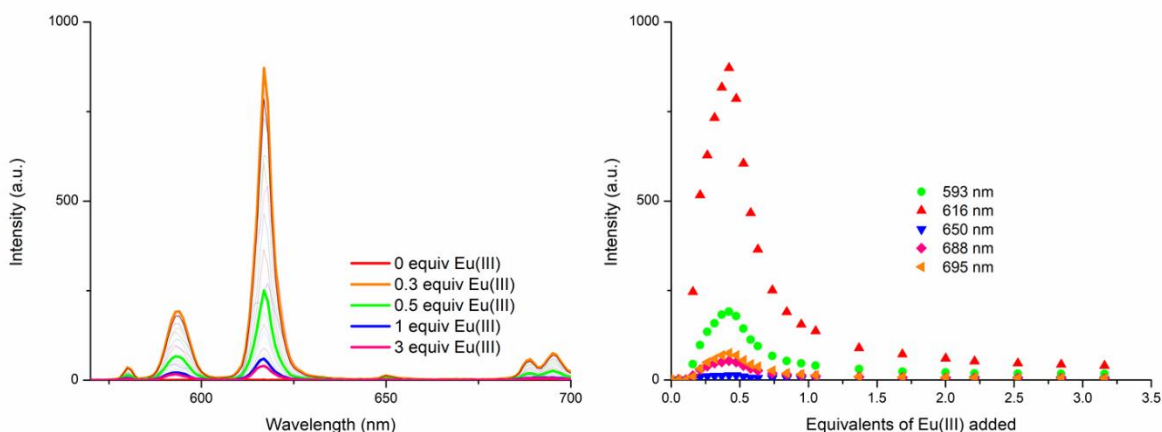 1000
500
0
600
650
700
Intensity (a.u.)
Wavelength (nm)
0 equiv Eu(III)
0.3 equiv Eu(III)
0.5 equiv Eu(III)
1 equiv Eu(III)
3 equiv Eu(III)
1000
500
0
0.0 0.5 1.0 1.5 2.0 2.5 3.0 3.5
Intensity (a.u.)
Equivalents of Eu(III) added
593 nm
616 nm
650 nm
688 nm
695 nm